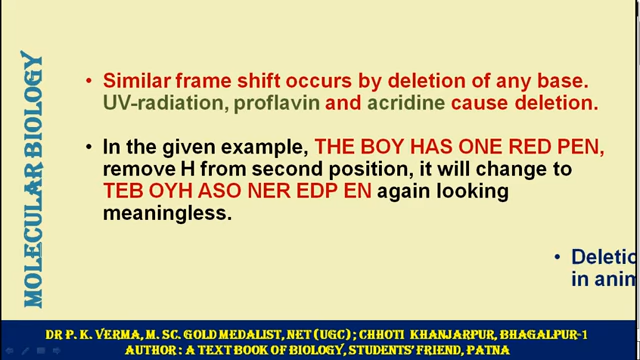 MOLECULAR BIOLOGY
• Similar frame shift occurs by deletion of any base.
UV-radiation, proflavin and acridine cause deletion.
• In the given example, THE BOY HAS ONE RED PEN,
remove H from second position, it will change to
TEB OYH ASO NER EDP EN again looking
meaningless.
• Deletio
in anim
DR P. K. VERMA, M. SC. GOLD MEDALIST, NET (UGC) ; CHHOTI KHANJARPUR, BHAGALPUR-1
AUTHOR : A TEXT BOOK OF BIOLOGY, STUDENTS' FRIEND, PATNA